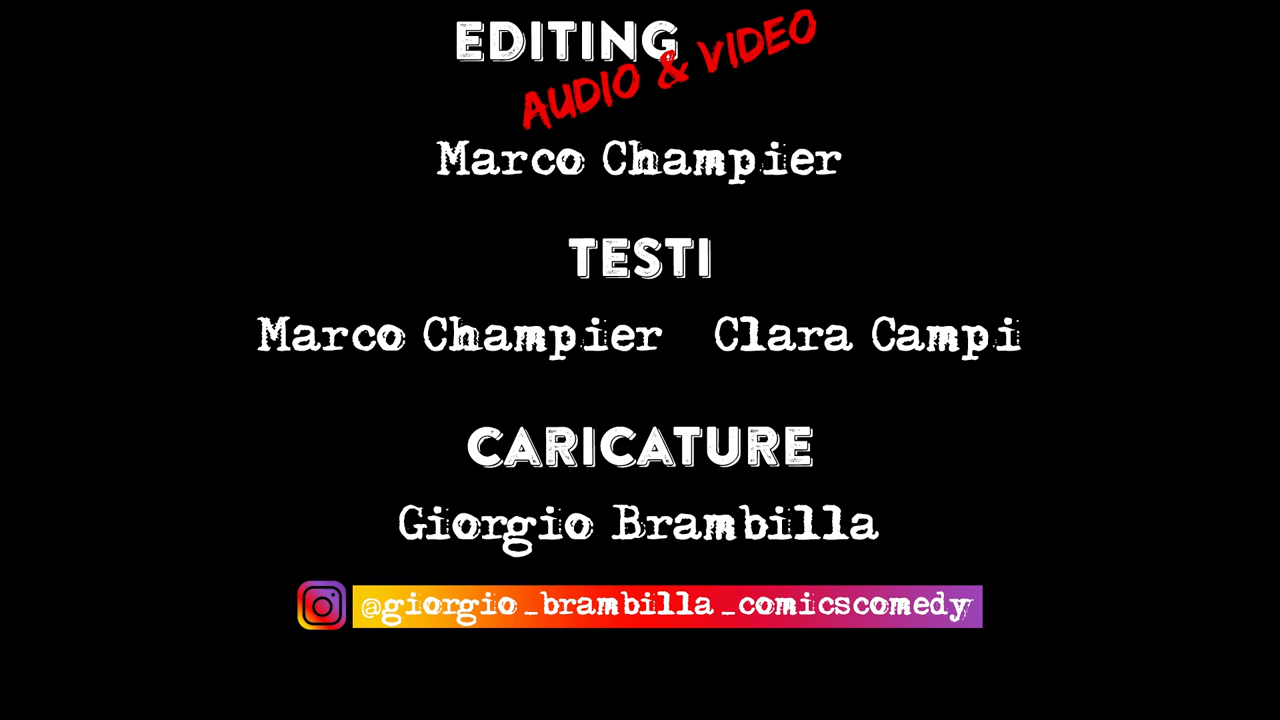 EDITING
AUDIO & VIDEO
Marco Champier
TESTI
Marco Champier Clara Campi
CARICATURE
Giorgio Brambilla
@giorgio_brambilla_comicscomedy